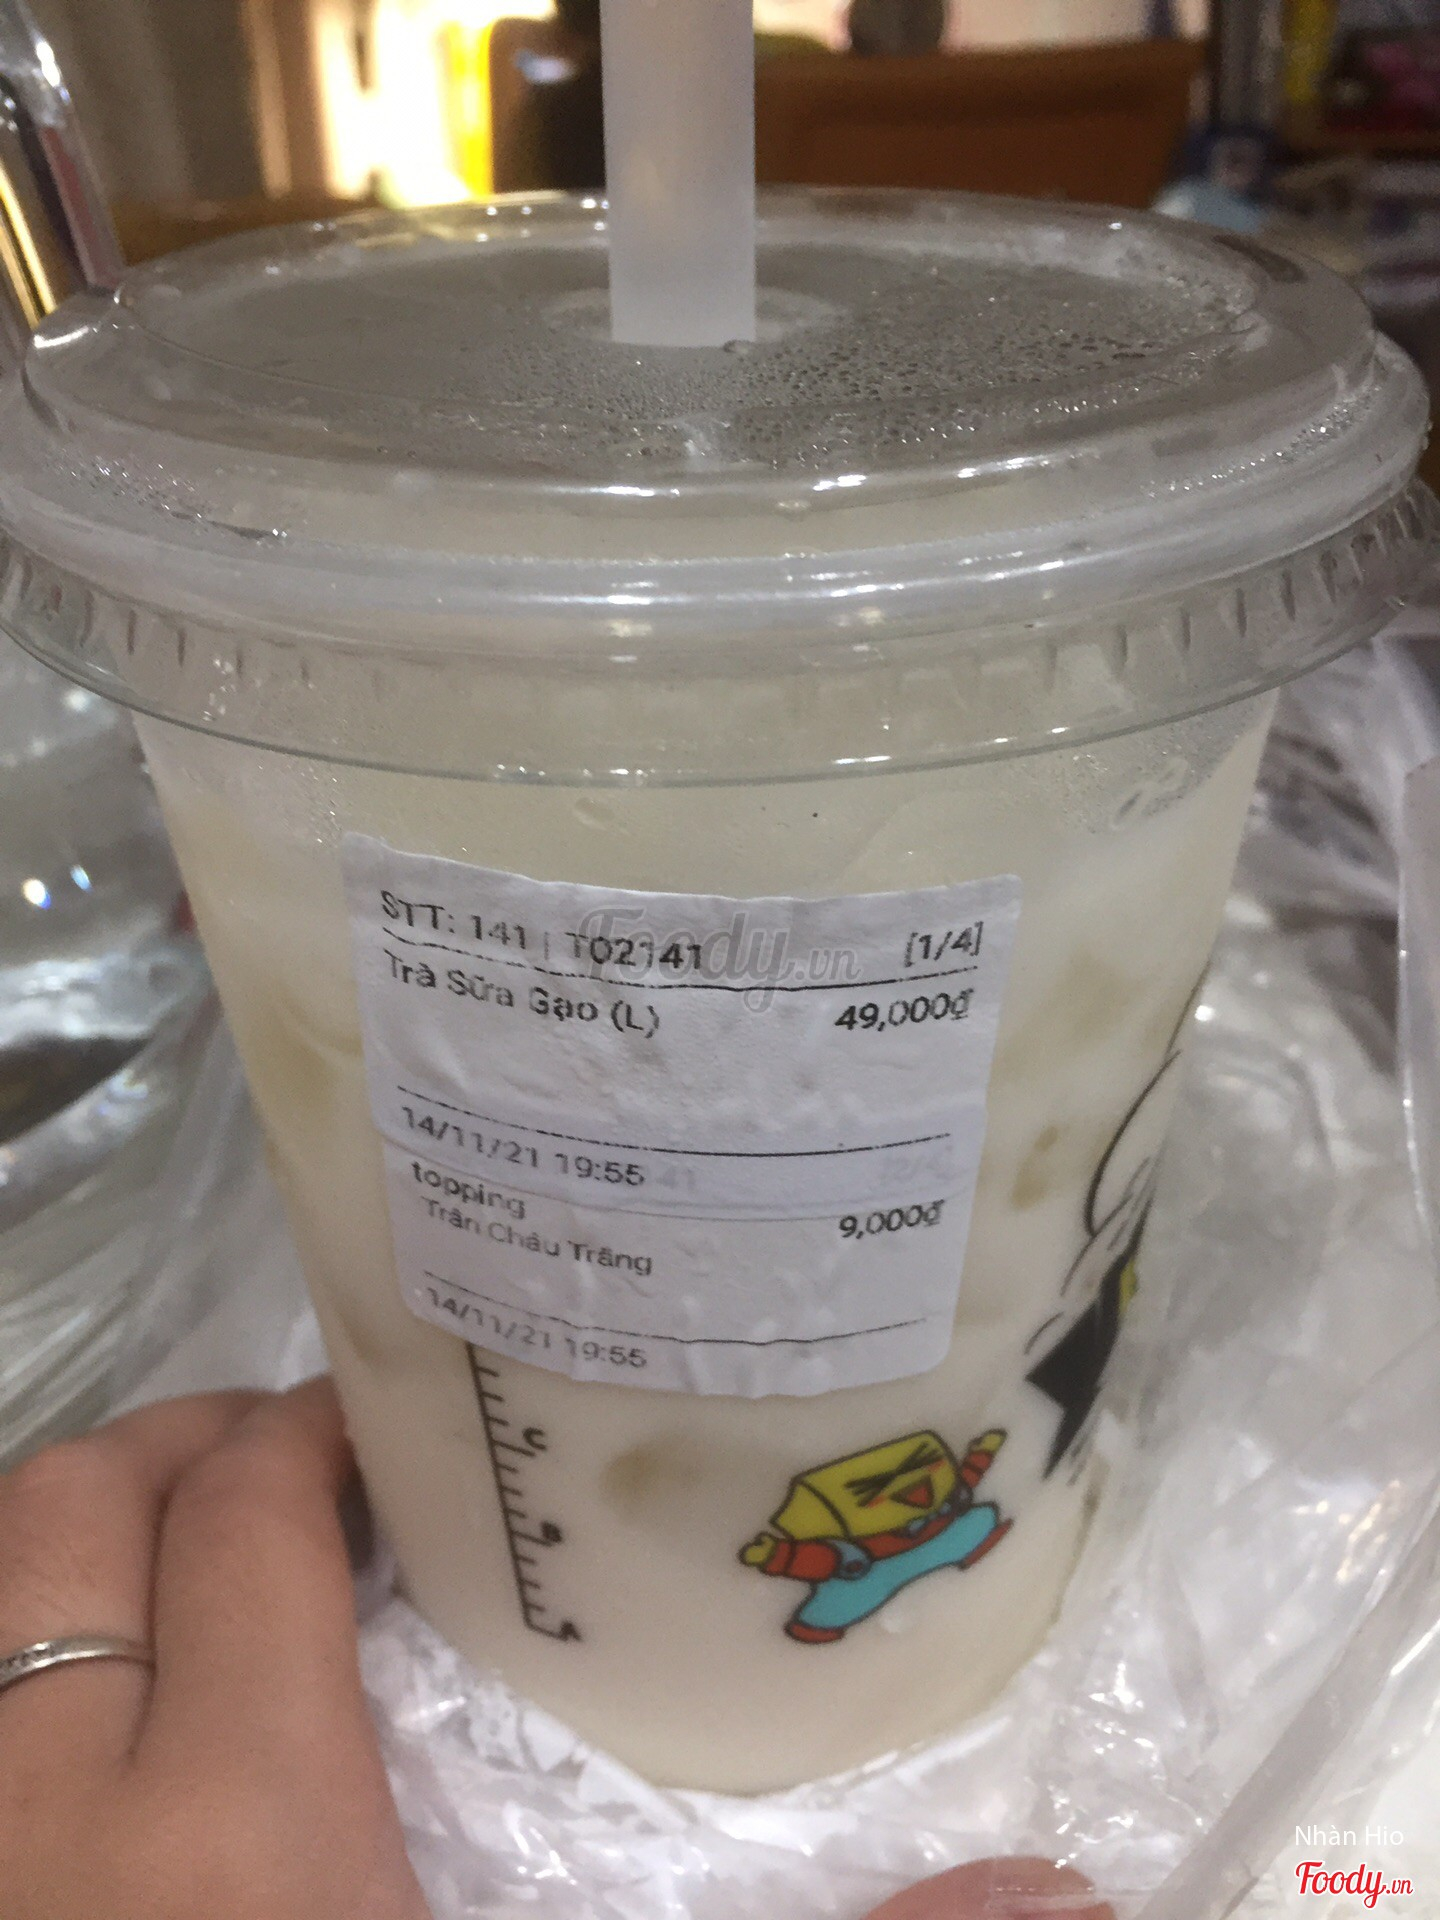 STT: 141 | T02141 [1/4]
Trà Sữa Gạo (L) 49,000₫
14/11/21 19:55
topping 9,000₫
Trân Châu Trắng
14/11/21 19:55
C
B
A
Foody.vn
Nhàn Hio
Foody.vn